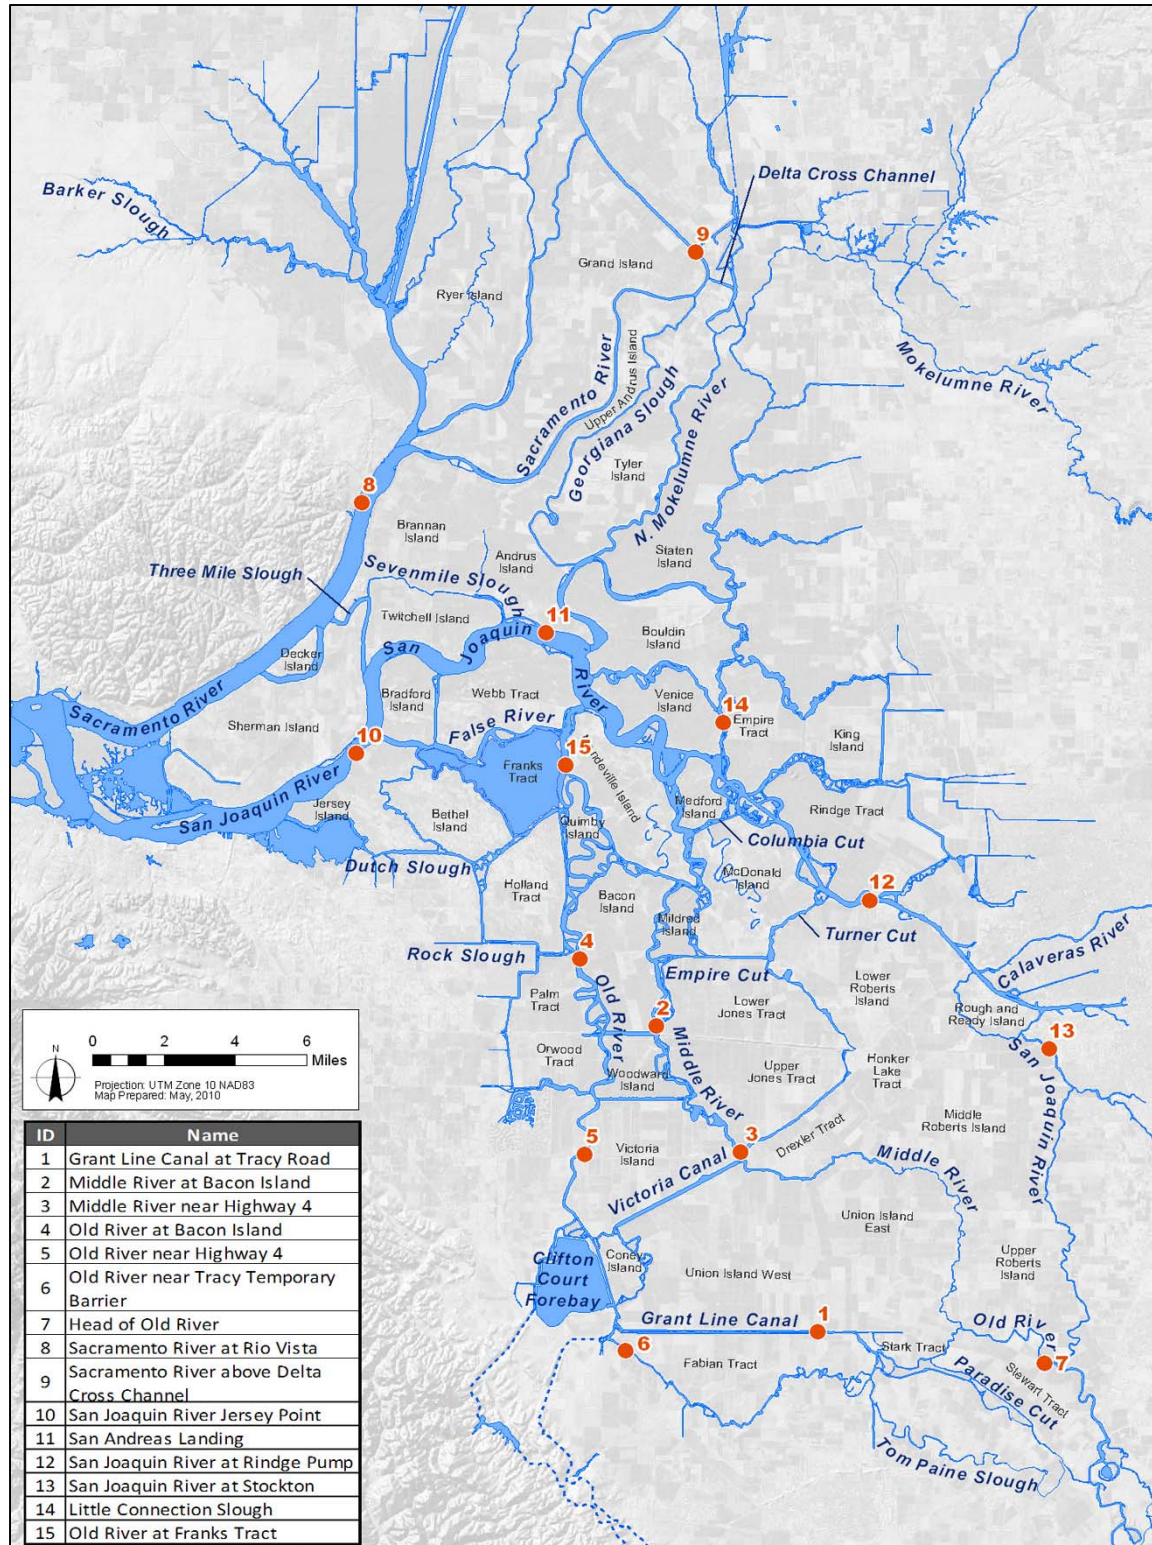 Barker Slough
Delta Cross Channel
9
Grand Island
Ryer Island
Mokelumne River
Sacramento River
Upper Andrus Island
Georgiana Slough
N. Mokelumne River
Tyler
Island
8
Brannan
Island
Andrus
Island
Staten
Island
Three Mile Slough
Sevenmile Slough
Twitchell Island
11
San Joaquin River
Bouldin
Island
Decker
Island
Sacramento River
Sherman Island
Bradford
Island
Webb Tract
Venice
Island
14
Empire
Tract
King
Island
False River
10
15
Franks
Tract
Mandeville Island
San Joaquin River
Jersey
Island
Bethel
Island
Quimby
Island
Medford
Island
Rindge Tract
Columbia Cut
Dutch Slough
Holland
Tract
Bacon
Island
McDonald
Island
12
Mildred
Island
Turner Cut
Calaveras River
Rock Slough
4
Old River
Empire Cut
Palm
Tract
2
Lower
Jones Tract
Lower
Roberts
Island
Rough and
Ready Island
13
Orwood
Tract
Woodward
Island
Middle River
Upper
Jones Tract
Honker
Lake
Tract
San Joaquin River
N
0 2 4 6
Miles
Projection: UTM Zone 10 NAD83
Map Prepared: May, 2010
Middle
Roberts Island
5
Victoria
Island
3
Drexler Tract
Middle River
Victoria Canal
Union Island
East
Clifton
Court
Forebay
Coney
Island
Union Island West
Upper
Roberts
Island
Grant Line Canal
1
Old River
6
Fabian Tract
Stark Tract
7
Stewart Tract
Paradise Cut
Tom Paine Slough
ID Name
1 Grant Line Canal at Tracy Road
2 Middle River at Bacon Island
3 Middle River near Highway 4
4 Old River at Bacon Island
5 Old River near Highway 4
6 Old River near Tracy Temporary
Barrier
7 Head of Old River
8 Sacramento River at Rio Vista
9 Sacramento River above Delta
Cross Channel
10 San Joaquin River Jersey Point
11 San Andreas Landing
12 San Joaquin River at Rindge Pump
13 San Joaquin River at Stockton
14 Little Connection Slough
15 Old River at Franks Tract